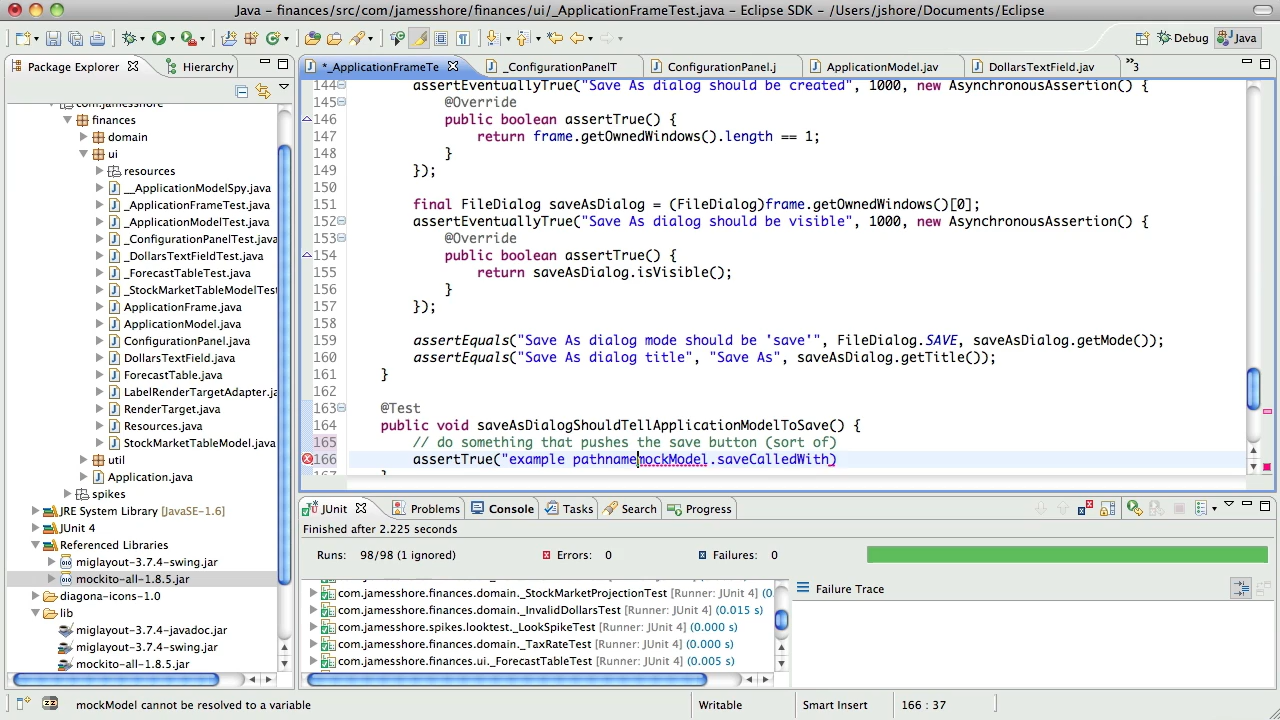 Java - finances/src/com/jamesshore/finances/ui/_ApplicationFrameTest.java - Eclipse SDK - /Users/jshore/Documents/Eclipse
Debug
Java
Package Explorer
Hierarchy
*_ApplicationFrameTe
_ConfigurationPanelT
ConfigurationPanel.j
ApplicationModel.jav
DollarsTextField.jav
»3
com.jamesshore
finances
domain
ui
resources
__ApplicationModelSpy.java
_ApplicationFrameTest.java
_ApplicationModelTest.java
_ConfigurationPanelTest.java
_DollarsTextFieldTest.java
_ForecastTableTest.java
_StockMarketTableModelTest
ApplicationFrame.java
ApplicationModel.java
ConfigurationPanel.java
DollarsTextField.java
ForecastTable.java
LabelRenderTargetAdapter.ja
RenderTarget.java
Resources.java
StockMarketTableModel.java
util
Application.java
spikes
JRE System Library [JavaSE-1.6]
JUnit 4
Referenced Libraries
miglayout-3.7.4-swing.jar
mockito-all-1.8.5.jar
diagrams-icons-1.0
lib
miglayout-3.7.4-javadoc.jar
miglayout-3.7.4-swing.jar
mockito-all-1.8.5.jar
144 assertEventuallyTrue("Save As dialog should be created", 1000, new AsynchronousAssertion() {
145 @Override
146 public boolean assertTrue() {
147 return frame.getOwnedWindows().length == 1;
148 }
149 });
150
151 final FileDialog saveAsDialog = (FileDialog)frame.getOwnedWindows()[0];
152 assertEventuallyTrue("Save As dialog should be visible", 1000, new AsynchronousAssertion() {
153 @Override
154 public boolean assertTrue() {
155 return saveAsDialog.isVisible();
156 }
157 });
158
159 assertEquals("Save As dialog mode should be 'save'", FileDialog.SAVE, saveAsDialog.getMode());
160 assertEquals("Save As dialog title", "Save As", saveAsDialog.getTitle());
161 }
162
163 @Test
164 public void saveAsDialogShouldTellApplicationModelToSave() {
165 // do something that pushes the save button (sort of)
166 assertTrue("example pathnamemockModel.saveCalledWith)
167 }
JUnit
Problems
Console
Tasks
Search
Progress
Finished after 2.225 seconds
Runs: 98/98 (1 ignored)
Errors: 0
Failures: 0
com.jamesshore.finances.domain._StockMarketProjectionTest [Runner: JUnit 4] (0
com.jamesshore.finances.domain._InvalidDollarsTest [Runner: JUnit 4] (0.015 s)
com.jamesshore.spikes.looktest._LookSpikeTest [Runner: JUnit 4] (0.000 s)
com.jamesshore.finances.domain._TaxRateTest [Runner: JUnit 4] (0.000 s)
com.jamesshore.finances.ui._ForecastTableTest [Runner: JUnit 4] (0.005 s)
Failure Trace
mockModel cannot be resolved to a variable
Writable
Smart Insert
166 : 37